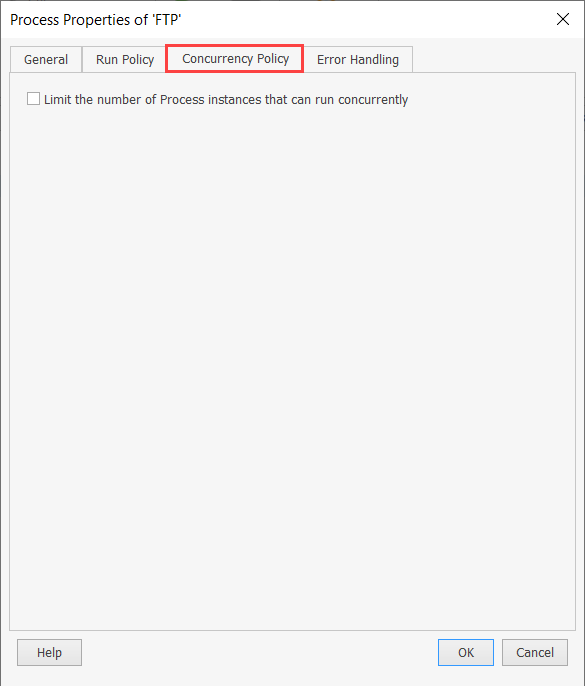 Process Properties of 'FTP'
General Run Policy Concurrency Policy Error Handling
Limit the number of Process instances that can run concurrently
Help OK Cancel